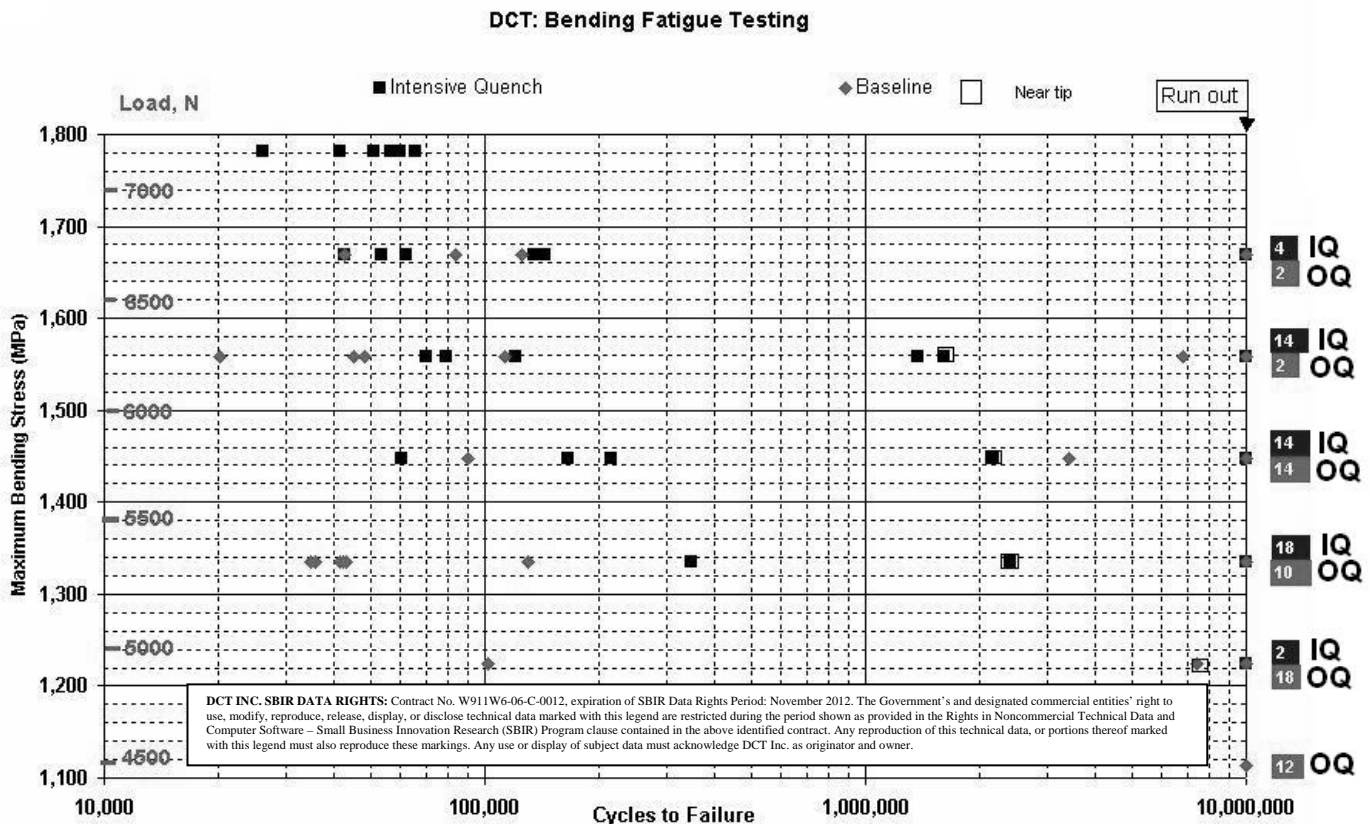 DCT: Bending Fatigue Testing
Intensive Quench
Baseline
Near tip
Run out
Load, N
1,800
1,700
1,600
1,500
1,400
1,300
1,200
1,100
7000
6500
6000
5500
5000
4500
Maximum Bending Stress (MPa)
4 IQ
2 OQ
14 IQ
2 OQ
14 IQ
14 OQ
18 IQ
10 OQ
2 IQ
18 OQ
12 OQ
DCT INC. SBIR DATA RIGHTS: Contract No. W911W6-06-C-0012, expiration of SBIR Data Rights Period: November 2012. The Government's and designated commercial entities' right to
use, modify, reproduce, release, display, or disclose technical data marked with this legend are restricted during the period shown as provided in the Rights in Noncommercial Technical Data and
Computer Software – Small Business Innovation Research (SBIR) Program clause contained in the above identified contract. Any reproduction of this technical data, or portions thereof marked
with this legend must also reproduce these markings. Any use or display of subject data must acknowledge DCT Inc. as originator and owner.
10,000
100,000
1,000,000
10,000,000
Cycles to Failure